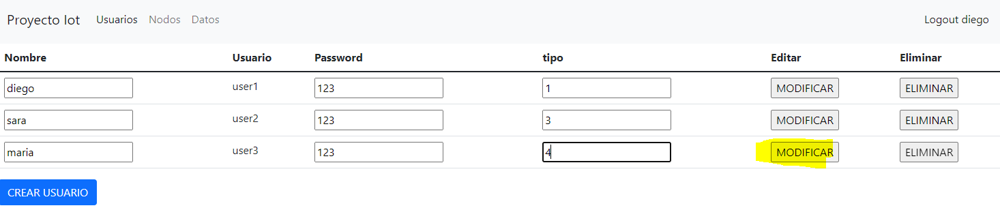 Proyecto Iot Usuarios Nodos Datos Logout diego
Nombre Usuario Password tipo Editar Eliminar
diego user1 123 1 MODIFICAR ELIMINAR
sara user2 123 3 MODIFICAR ELIMINAR
maria user3 123 4 MODIFICAR ELIMINAR
CREAR USUARIO